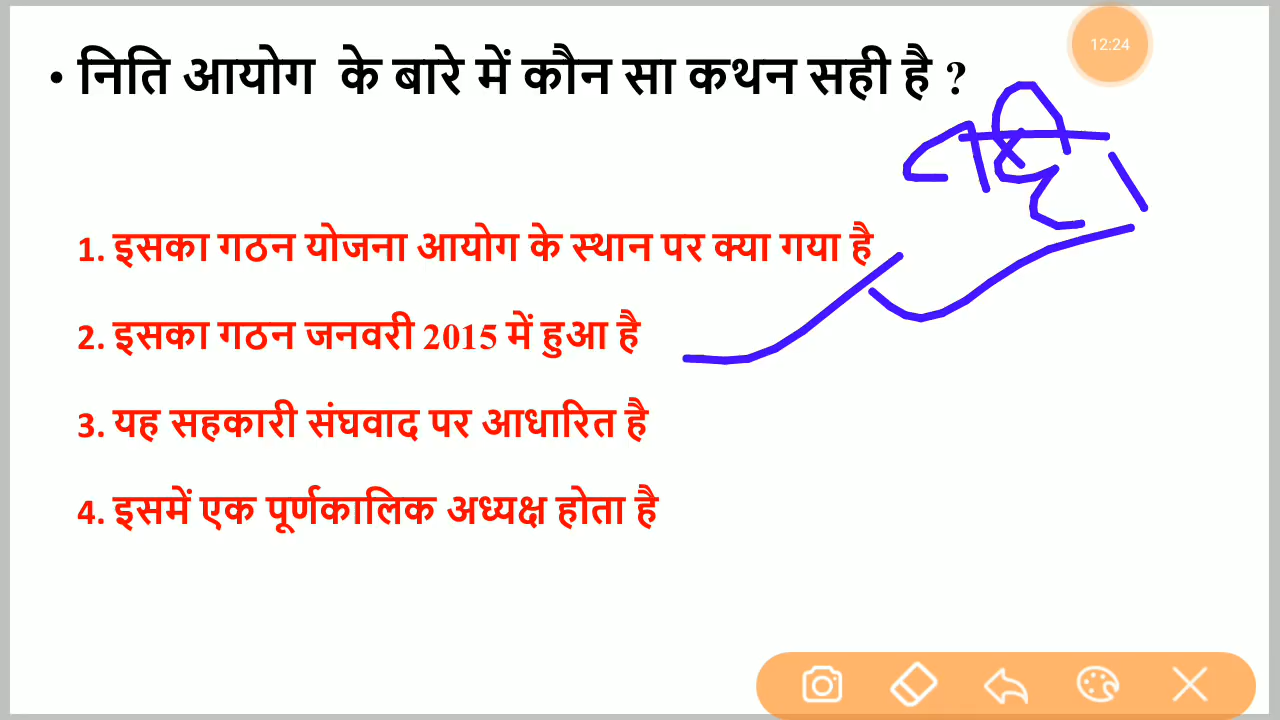 • निति आयोग के बारे में कौन सा कथन सही है ?
12:24
1. इसका गठन योजना आयोग के स्थान पर क्या गया है
2. इसका गठन जनवरी 2015 में हुआ है
3. यह सहकारी संघवाद पर आधारित है
4. इसमें एक पूर्णकालिक अध्यक्ष होता है